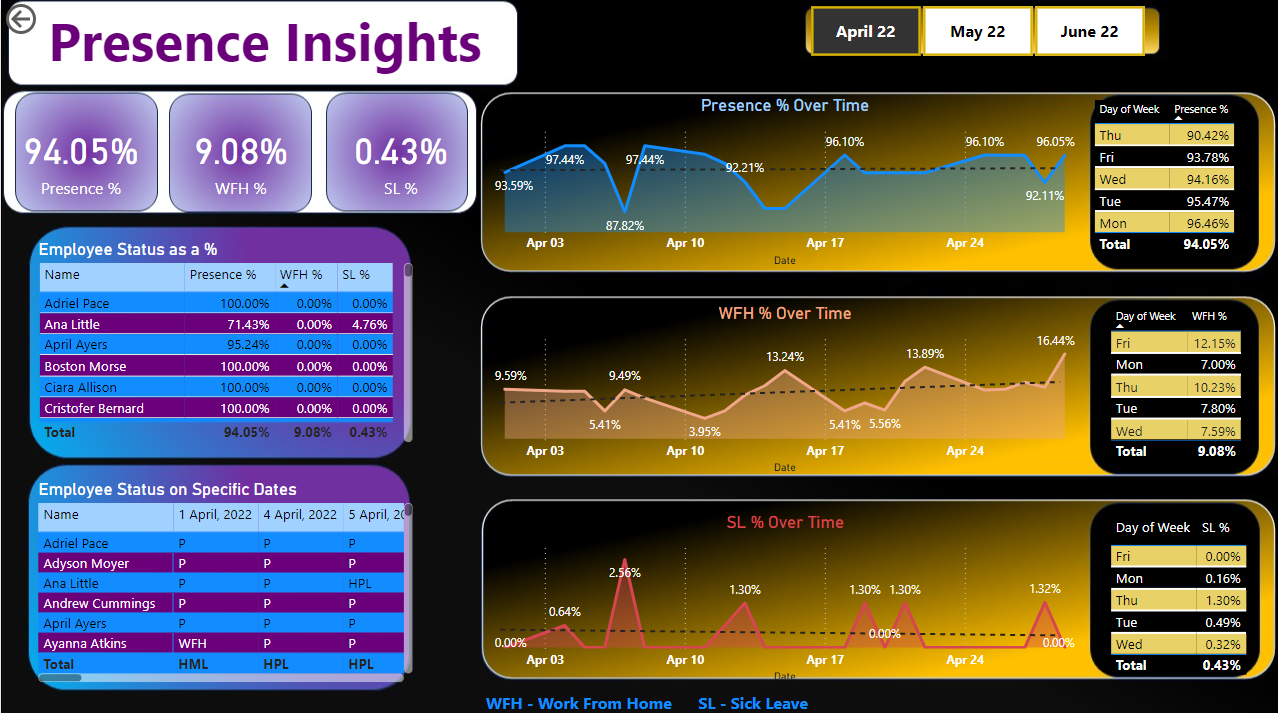 Presence Insights
April 22 May 22 June 22
94.05% 9.08% 0.43%
Presence % WFH % SL %
Employee Status as a %
Name Presence % WFH % SL %
Adriel Pace 100.00% 0.00% 0.00%
Ana Little 71.43% 0.00% 4.76%
April Ayers 95.24% 0.00% 0.00%
Boston Morse 100.00% 0.00% 0.00%
Ciara Allison 100.00% 0.00% 0.00%
Cristofer Bernard 100.00% 0.00% 0.00%
Total 94.05% 9.08% 0.43%
Employee Status on Specific Dates
Name 1 April, 2022 4 April, 2022 5 April, 20
Adriel Pace P P P
Adyson Moyer P P P
Ana Little P P HPL
Andrew Cummings P P P
April Ayers P P P
Ayanna Atkins WFH P P
Total HML HPL HPL
Presence % Over Time
96.10% 96.10% 96.05%
97.44% 97.44% 92.21%
93.59% 92.11%
87.82%
Apr 03 Apr 10 Apr 17 Apr 24
Date
Day of Week Presence %
Thu 90.42%
Fri 93.78%
Wed 94.16%
Tue 95.47%
Mon 96.46%
Total 94.05%
WFH % Over Time
16.44%
13.24% 13.89%
9.59% 9.49%
5.41% 3.95% 5.41% 5.56%
Apr 03 Apr 10 Apr 17 Apr 24
Date
Day of Week WFH %
Fri 12.15%
Mon 7.00%
Thu 10.23%
Tue 7.80%
Wed 7.59%
Total 9.08%
SL % Over Time
2.56%
1.30% 1.30% 1.30% 1.32%
0.64%
0.00% 0.00% 0.00%
Apr 03 Apr 10 Apr 17 Apr 24
Date
Day of Week SL %
Fri 0.00%
Mon 0.16%
Thu 1.30%
Tue 0.49%
Wed 0.32%
Total 0.43%
WFH - Work From Home SL - Sick Leave